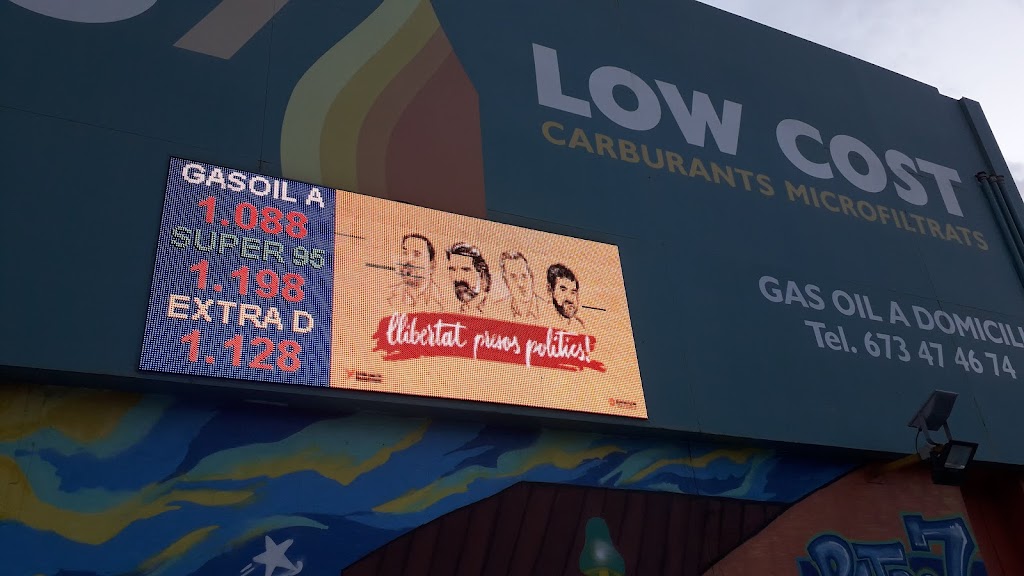 LOW COST
CARBURANTS MICROFILTRATS
GASOIL A
1.088
SUPER 95
1.198
EXTRA D
1.128
llibertat presos polítics!
GAS OIL A DOMICILI
Tel. 673 47 46 74